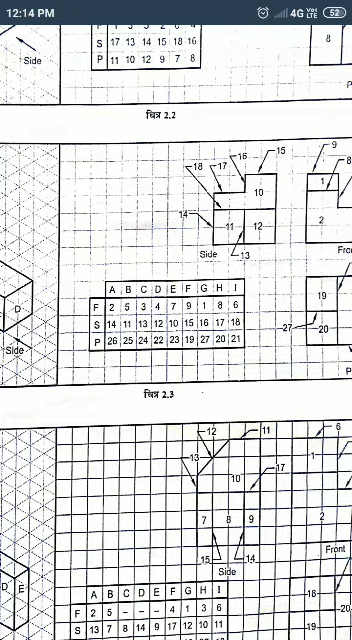 12:14 PM
4G VoLTE 52
8
S 17 13 14 15 18 16
P 11 10 12 9 7 8
Side
P
चित्र 2.2
16 15 9
18 17 8
10 1
14 11 12 2
Side 13
D
Side
A B C D E F G H I
F 2 5 3 4 7 9 1 8 6
S 14 11 13 12 10 15 16 17 18
P 26 25 24 22 23 19 27 20 21
19
27 20
P
चित्र 2.3
12 11 6
13 1
10 17
7 8 9 2
15 14
Side
Front
D E
A B C D E F G H I
F 2 5 - - - 4 1 3 6
S 13 7 8 14 9 17 12 10 11
18
20
19